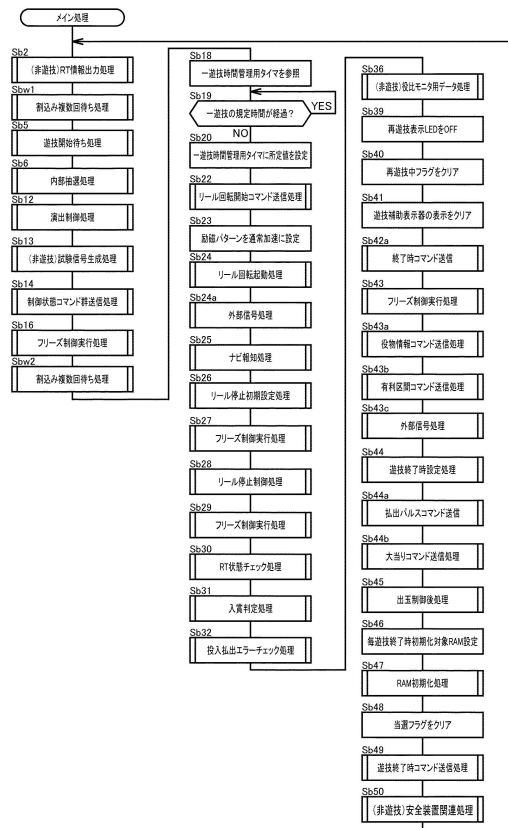 メイン処理
Sb2
(非遊技)RT情報出力処理
Sbw1
割込み複数回待ち処理
Sb5
遊技開始待ち処理
Sb6
内部抽選処理
Sb12
演出制御処理
Sb13
(非遊技)試験信号生成処理
Sb14
制御状態コマンド群送信処理
Sb16
フリーズ制御実行処理
Sbw2
割込み複数回待ち処理
Sb18
一遊技時間管理用タイマを参照
Sb19
一遊技の規定時間が経過?
YES
NO
Sb20
一遊技時間管理用タイマに所定値を設定
Sb22
リール回転開始コマンド送信処理
Sb23
励磁パターンを通常加速に設定
Sb24
リール回転起動処理
Sb24a
外部信号処理
Sb25
ナビ報知処理
Sb26
リール停止初期設定処理
Sb27
フリーズ制御実行処理
Sb28
リール停止制御処理
Sb29
フリーズ制御実行処理
Sb30
RT状態チェック処理
Sb31
入賞判定処理
Sb32
投入払出エラーチェック処理
Sb36
(非遊技)役比モニタ用データ処理
Sb39
再遊技表示LEDをOFF
Sb40
再遊技中フラグをクリア
Sb41
遊技補助表示器の表示をクリア
Sb42a
終了時コマンド送信
Sb43
フリーズ制御実行処理
Sb43a
役物情報コマンド送信処理
Sb43b
有利区間コマンド送信処理
Sb43c
外部信号処理
Sb44
遊技終了時設定処理
Sb44a
払出パルスコマンド送信
Sb44b
大当りコマンド送信処理
Sb45
出玉制御後処理
Sb46
毎遊技終了時初期化対象RAM設定
Sb47
RAM初期化処理
Sb48
当選フラグをクリア
Sb49
遊技終了時コマンド送信処理
Sb50
(非遊技)安全装置関連処理